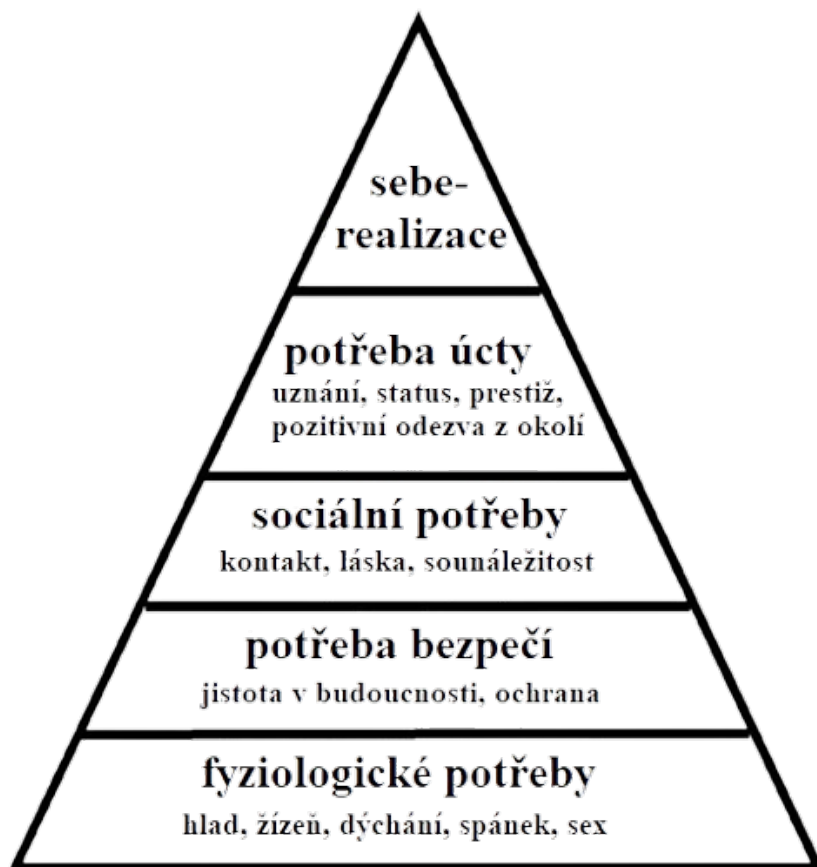 sebe-
realizace
potřeba úcty
uznání, status, prestiž,
pozitivní odezva z okolí
sociální potřeby
kontakt, láska, sounáležitost
potřeba bezpečí
jistota v budoucnosti, ochrana
fyziologické potřeby
hlad, žízeň, dýchání, spánek, sex